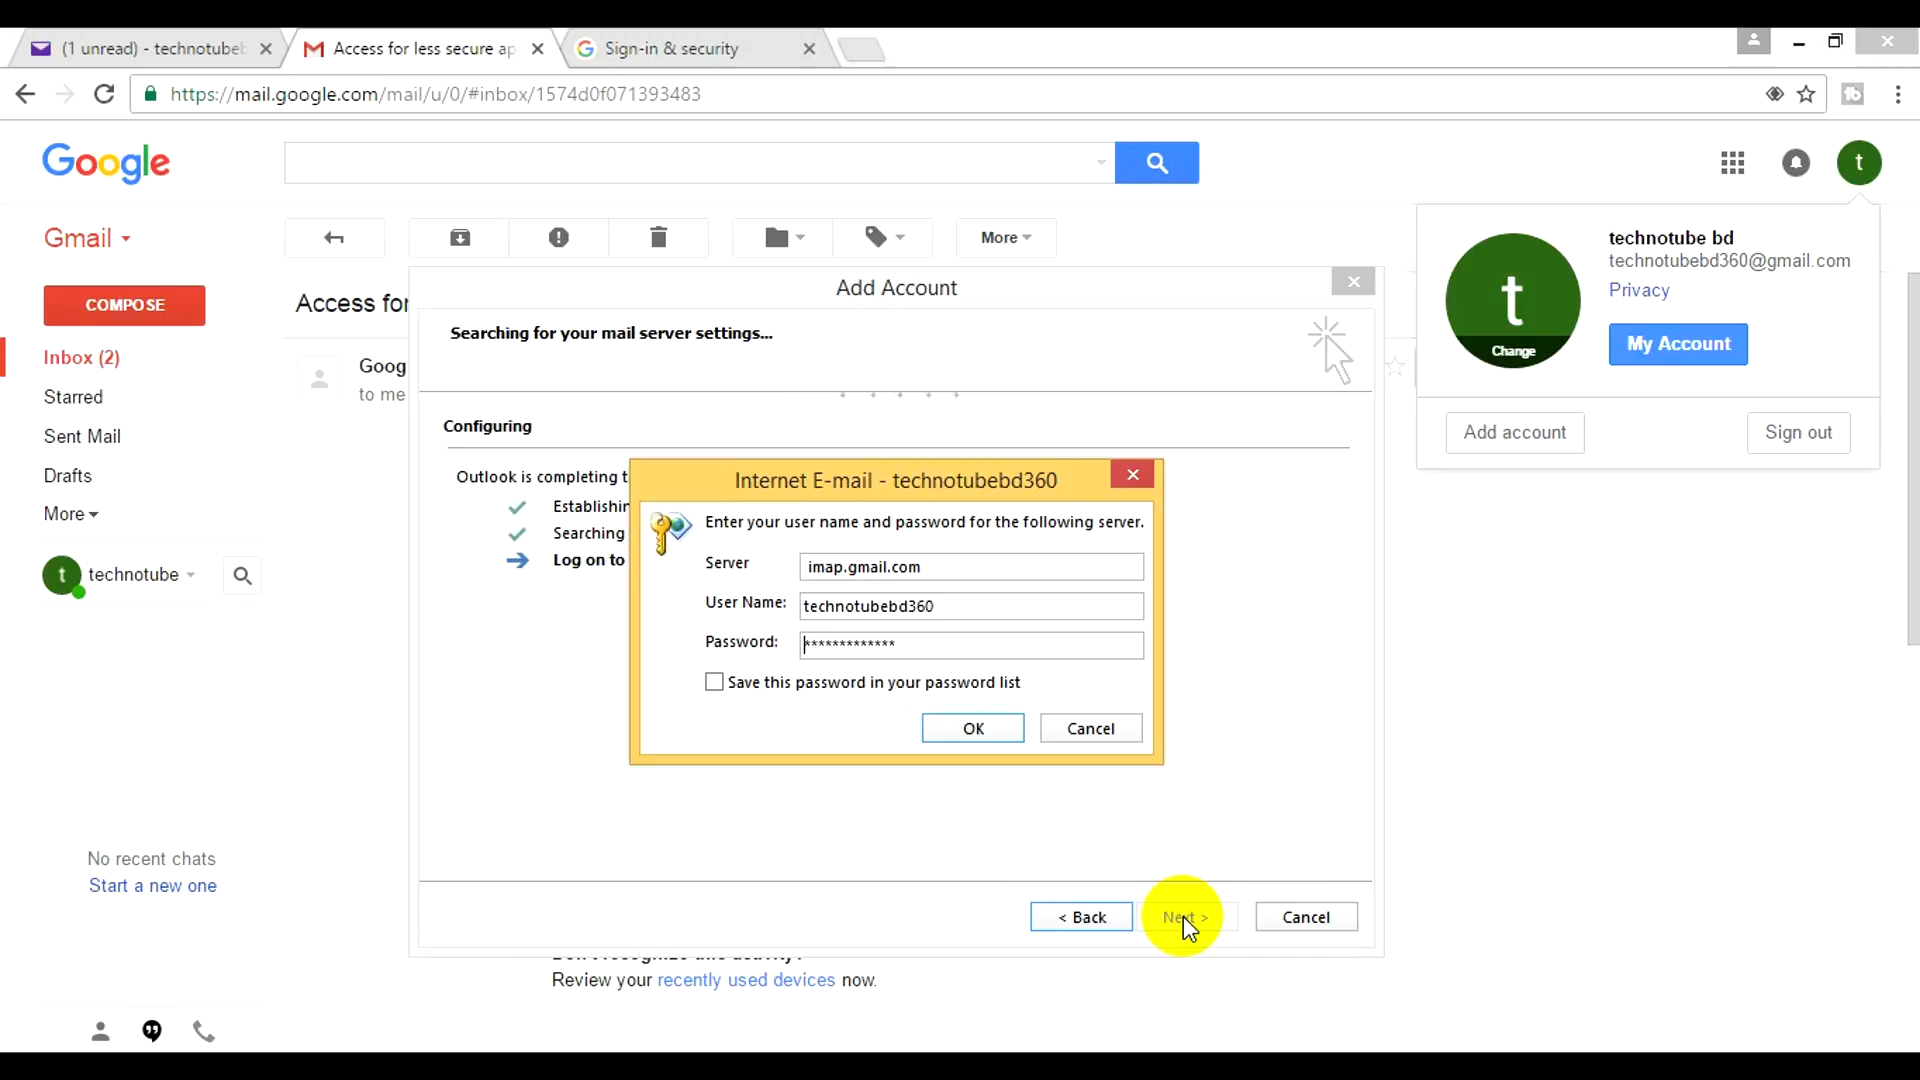 (1 unread) - technotubeb
Access for less secure ap
Sign-in & security
https://mail.google.com/mail/u/0/#inbox/1574d0f071393483
Google
t
Gmail
More
technotube bd
technotubebd360@gmail.com
Privacy
t
Change
My Account
Add account
Sign out
COMPOSE
Inbox (2)
Starred
Sent Mail
Drafts
More
t
technotube
No recent chats
Start a new one
Access for
Goog
to me
Add Account
Searching for your mail server settings...
Configuring
Outlook is completing t
Establishin
Searching
Log on to
Internet E-mail - technotubebd360
Enter your user name and password for the following server.
Server
imap.gmail.com
User Name:
technotubebd360
Password:
*************
Save this password in your password list
OK
Cancel
< Back
Next >
Cancel
Review your recently used devices now.